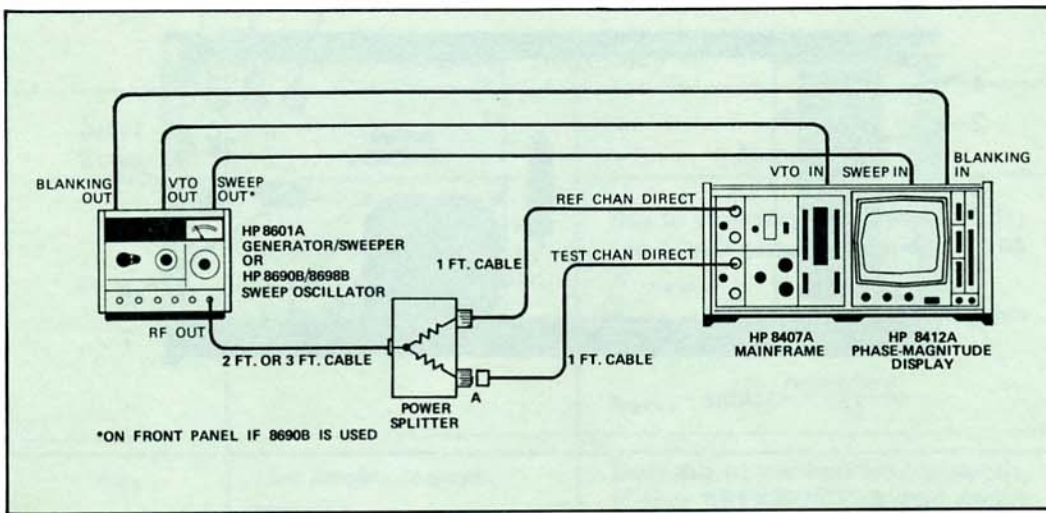 BLANKING
OUT
VTO
OUT
SWEEP
OUT*
HP 8601A
GENERATOR/SWEEPER
OR
HP 8690B/8698B
SWEEP OSCILLATOR
RF OUT
2 FT. OR 3 FT. CABLE
1 FT. CABLE
REF CHAN DIRECT
TEST CHAN DIRECT
1 FT. CABLE
A
POWER
SPLITTER
VTO IN
SWEEP IN
BLANKING
IN
HP 8407A
MAINFRAME
HP 8412A
PHASE-MAGNITUDE
DISPLAY
*ON FRONT PANEL IF 8690B IS USED